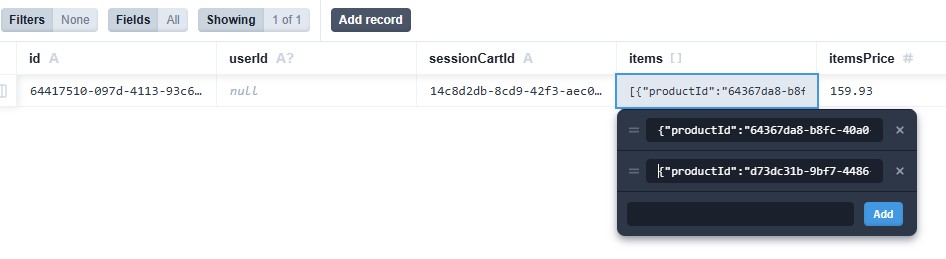 Filters None Fields All Showing 1 of 1 Add record
id A userId A? sessionCartId A items [] itemsPrice #
64417510-097d-4113-93c6… null 14c8d2db-8cd9-42f3-aec0… [{"productId":"64367da8-b8f 159.93
= {"productId":"64367da8-b8fc-40a0- ×
= {"productId":"d73dc31b-9bf7-4486- ×
Add